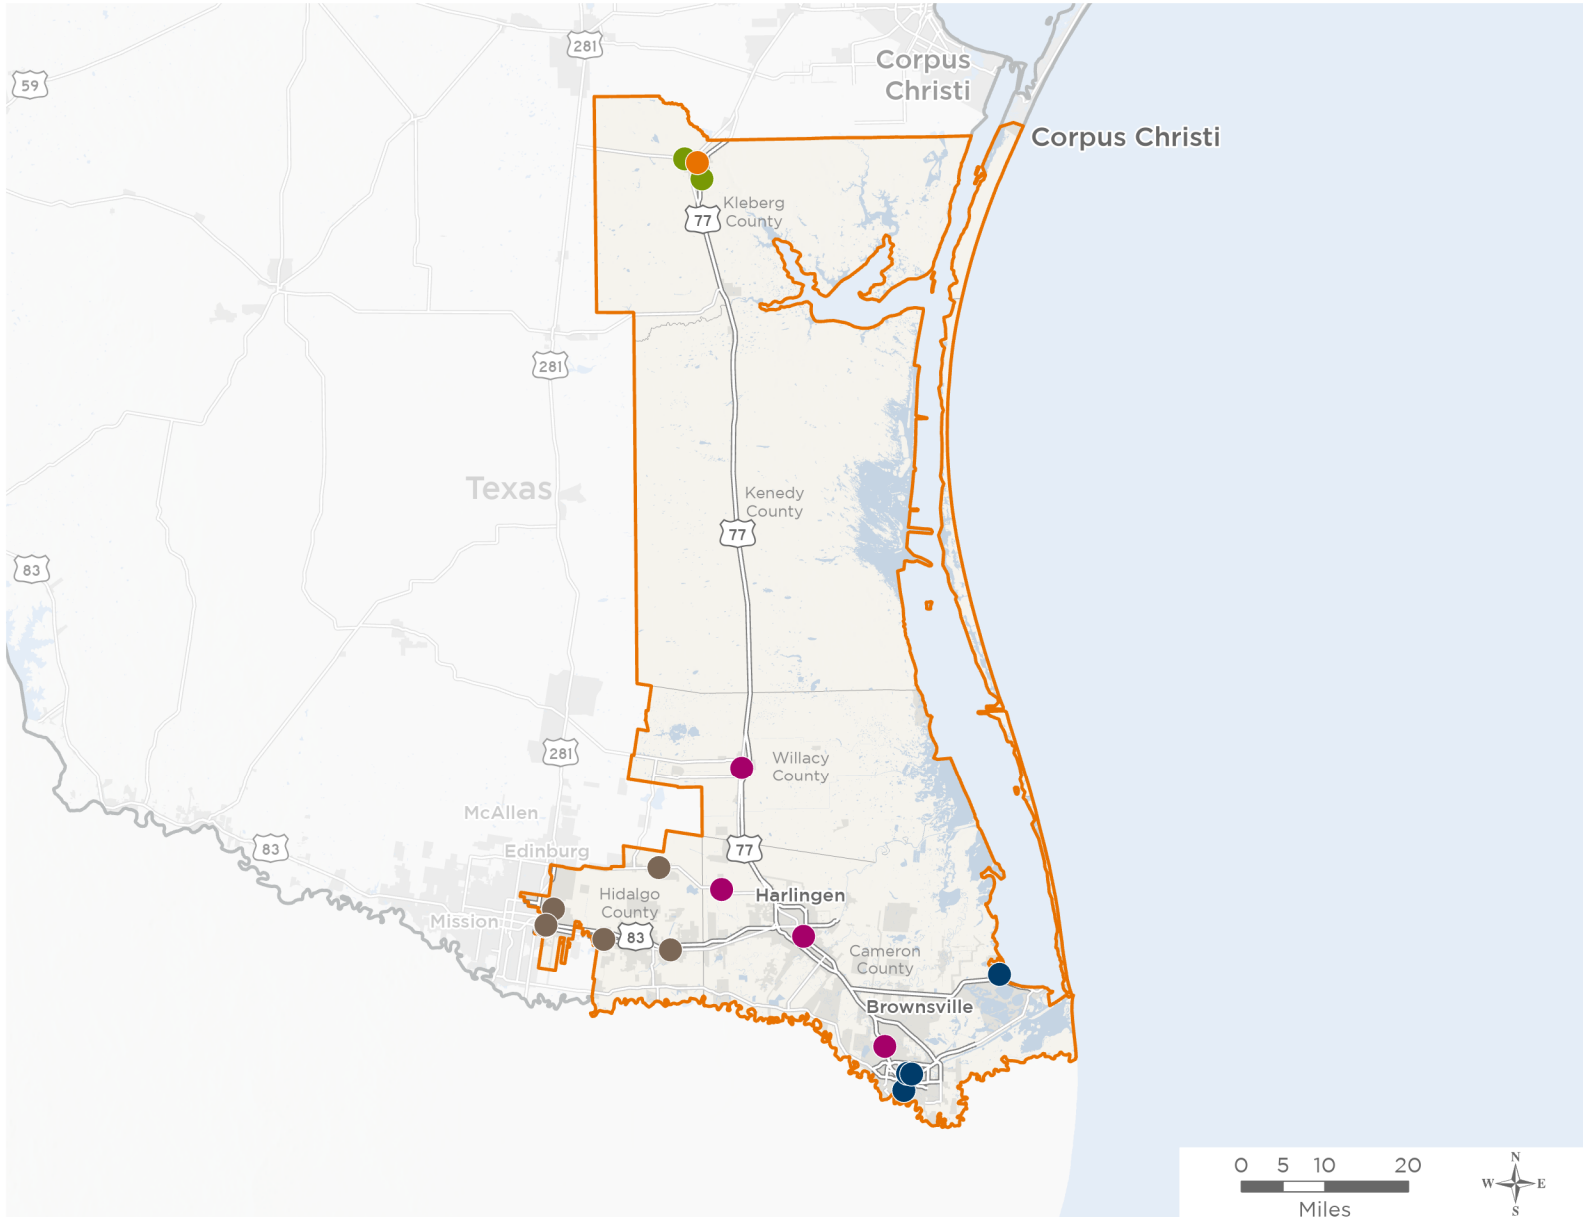 281
Corpus
Christi
59
Corpus Christi
Kleberg
County
77
281
Texas
Kenedy
County
77
83
281
Willacy
County
McAllen
83
Edinburg
77
Hidalgo
County
Harlingen
Mission
83
Cameron
County
Brownsville
0 5 10 20
Miles
N
W E
S